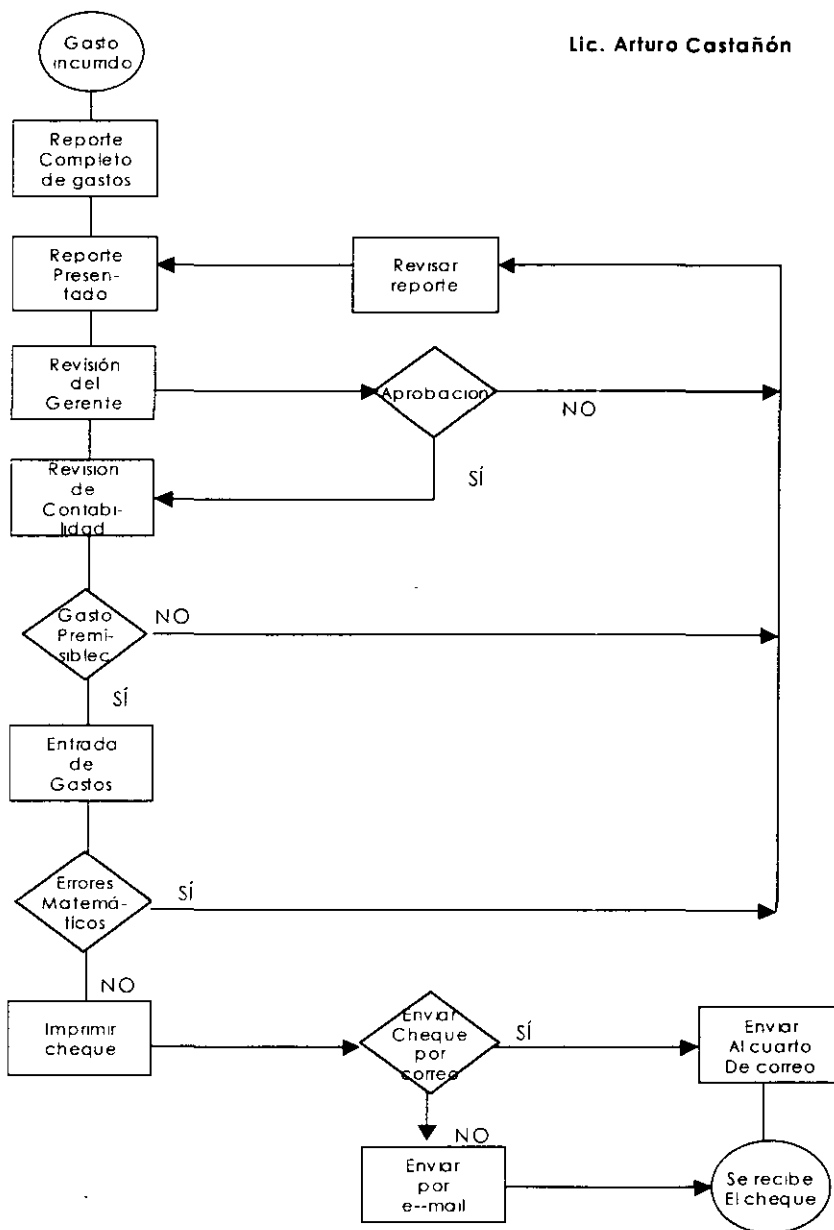 Lic. Arturo Castañón
Gasto
incurrido
Reporte
Completo
de gastos
Reporte
Presen-
tado
Revisar
reporte
Revisión
del
Gerente
Aprobacion
NO
SÍ
Revisión
de
Contabi-
lidad
Gasto
Premi-
siblec
NO
SÍ
Entrada
de
Gastos
Errores
Matemá-
ticos
SÍ
NO
Imprimir
cheque
Enviar
Cheque
por
correo
SÍ
Enviar
Al cuarto
De correo
NO
Enviar
por
e--mail
Se recibe
El cheque